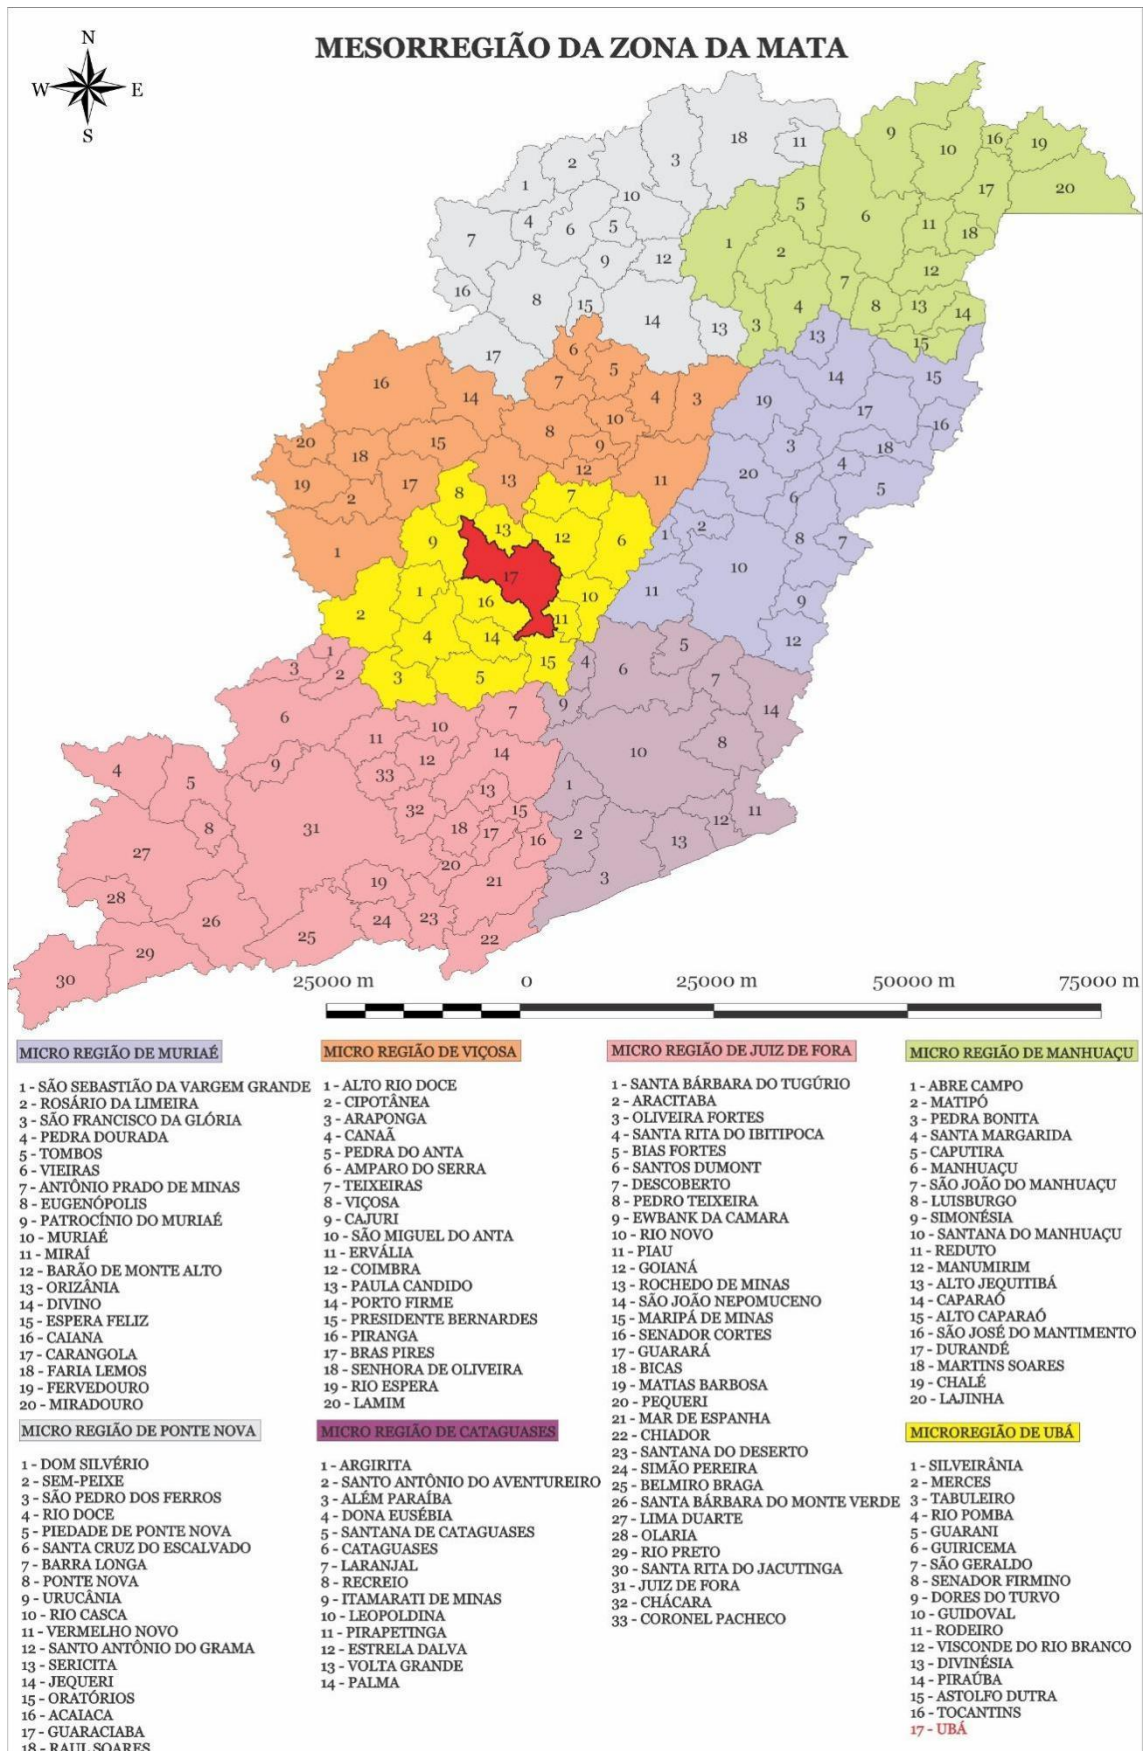 MESORREGIÃO DA ZONA DA MATA
N
W E
S
25000 m 0 25000 m 50000 m 75000 m
MICRO REGIÃO DE MURIAÉ
1 - SÃO SEBASTIÃO DA VARGEM GRANDE
2 - ROSÁRIO DA LIMEIRA
3 - SÃO FRANCISCO DA GLÓRIA
4 - PEDRA DOURADA
5 - TOMBOS
6 - VIEIRAS
7 - ANTÔNIO PRADO DE MINAS
8 - EUGENÓPOLIS
9 - PATROCÍNIO DO MURIAÉ
10 - MURIAÉ
11 - MIRAÍ
12 - BARÃO DE MONTE ALTO
13 - ORIZÂNIA
14 - DIVINO
15 - ESPERA FELIZ
16 - CAIANA
17 - CARANGOLA
18 - FARIA LEMOS
19 - FERVEDOURO
20 - MIRADOURO
MICRO REGIÃO DE PONTE NOVA
1 - DOM SILVÉRIO
2 - SEM-PEIXE
3 - SÃO PEDRO DOS FERROS
4 - RIO DOCE
5 - PIEDADE DE PONTE NOVA
6 - SANTA CRUZ DO ESCALVADO
7 - BARRA LONGA
8 - PONTE NOVA
9 - URUCÂNIA
10 - RIO CASCA
11 - VERMELHO NOVO
12 - SANTO ANTÔNIO DO GRAMA
13 - SERICITA
14 - JEQUERI
15 - ORATÓRIOS
16 - ACAIACA
17 - GUARACIABA
18 - RAUL SOARES
MICRO REGIÃO DE VIÇOSA
1 - ALTO RIO DOCE
2 - CIPOTÂNEA
3 - ARAPONGA
4 - CANAÃ
5 - PEDRA DO ANTA
6 - AMPARO DO SERRA
7 - TEIXEIRAS
8 - VIÇOSA
9 - CAJURI
10 - SÃO MIGUEL DO ANTA
11 - ERVÁLIA
12 - COIMBRA
13 - PAULA CANDIDO
14 - PORTO FIRME
15 - PRESIDENTE BERNARDES
16 - PIRANGA
17 - BRAS PIRES
18 - SENHORA DE OLIVEIRA
19 - RIO ESPERA
20 - LAMIM
MICRO REGIÃO DE CATAGUASES
1 - ARGIRITA
2 - SANTO ANTÔNIO DO AVENTUREIRO
3 - ALÉM PARAÍBA
4 - DONA EUSÉBIA
5 - SANTANA DE CATAGUASES
6 - CATAGUASES
7 - LARANJAL
8 - RECREIO
9 - ITAMARATI DE MINAS
10 - LEOPOLDINA
11 - PIRAPETINGA
12 - ESTRELA DALVA
13 - VOLTA GRANDE
14 - PALMA
MICRO REGIÃO DE JUIZ DE FORA
1 - SANTA BÁRBARA DO TUGÚRIO
2 - ARACITABA
3 - OLIVEIRA FORTES
4 - SANTA RITA DO IBITIPOCA
5 - BIAS FORTES
6 - SANTOS DUMONT
7 - DESCOBERTO
8 - PEDRO TEIXEIRA
9 - EWBANK DA CAMARA
10 - RIO NOVO
11 - PIAU
12 - GOIANÁ
13 - ROCHEDO DE MINAS
14 - SÃO JOÃO NEPOMUCENO
15 - MARIPÁ DE MINAS
16 - SENADOR CORTES
17 - GUARARÁ
18 - BICAS
19 - MATIAS BARBOSA
20 - PEQUERI
21 - MAR DE ESPANHA
22 - CHIADOR
23 - SANTANA DO DESERTO
24 - SIMÃO PEREIRA
25 - BELMIRO BRAGA
26 - SANTA BÁRBARA DO MONTE VERDE
27 - LIMA DUARTE
28 - OLARIA
29 - RIO PRETO
30 - SANTA RITA DO JACUTINGA
31 - JUIZ DE FORA
32 - CHÁCARA
33 - CORONEL PACHECO
MICRO REGIÃO DE MANHUAÇU
1 - ABRE CAMPO
2 - MATIPÓ
3 - PEDRA BONITA
4 - SANTA MARGARIDA
5 - CAPUTIRA
6 - MANHUAÇU
7 - SÃO JOÃO DO MANHUAÇU
8 - LUISBURGO
9 - SIMONÉSIA
10 - SANTANA DO MANHUAÇU
11 - REDUTO
12 - MANUMIRIM
13 - ALTO JEQUITIBÁ
14 - CAPARAÓ
15 - ALTO CAPARAÓ
16 - SÃO JOSÉ DO MANTIMENTO
17 - DURANDÉ
18 - MARTINS SOARES
19 - CHALÉ
20 - LAJINHA
MICROREGIÃO DE UBÁ
1 - SILVEIRÂNIA
2 - MERCES
3 - TABULEIRO
4 - RIO POMBA
5 - GUARANI
6 - GUIRICEMA
7 - SÃO GERALDO
8 - SENADOR FIRMINO
9 - DORES DO TURVO
10 - GUIDOVAL
11 - RODEIRO
12 - VISCONDE DO RIO BRANCO
13 - DIVINÉSIA
14 - PIRAÚBA
15 - ASTOLFO DUTRA
16 - TOCANTINS
17 - UBÁ